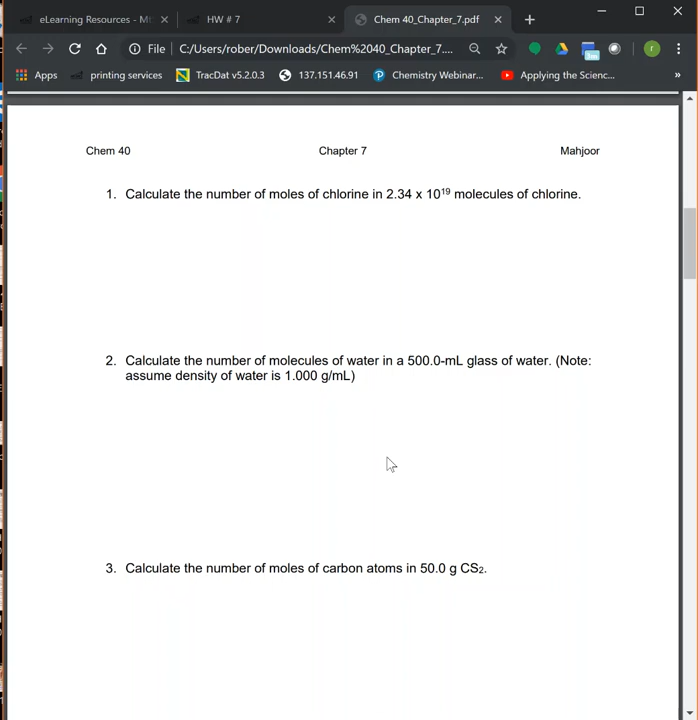 eLearning Resources - Mt
HW # 7
Chem 40_Chapter_7.pdf
File | C:/Users/rober/Downloads/Chem%2040_Chapter_7....
r
Apps printing services TracDat v5.2.0.3 137.151.46.91 Chemistry Webinar... Applying the Scienc... »
Chem 40 Chapter 7 Mahjoor
1. Calculate the number of moles of chlorine in 2.34 x 10¹⁹ molecules of chlorine.
2. Calculate the number of molecules of water in a 500.0-mL glass of water. (Note:
assume density of water is 1.000 g/mL)
3. Calculate the number of moles of carbon atoms in 50.0 g CS₂.